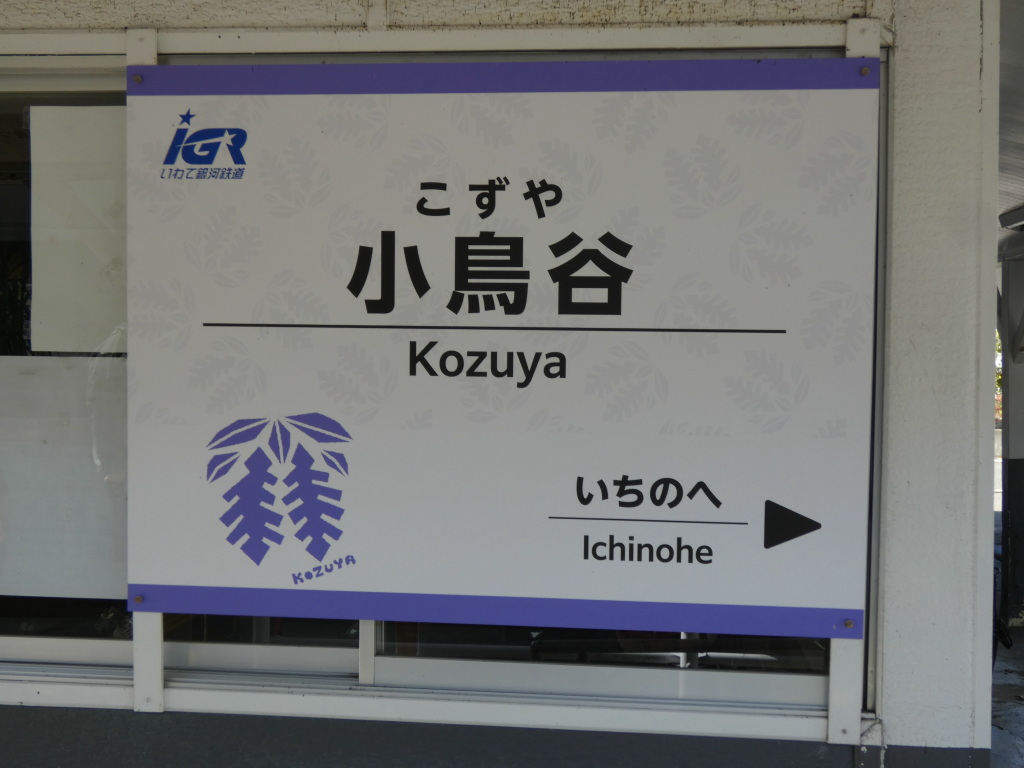 IGR
いわて銀河鉄道
こずや
小鳥谷
Kozuya
KoZUYA
いちのへ
Ichinohe